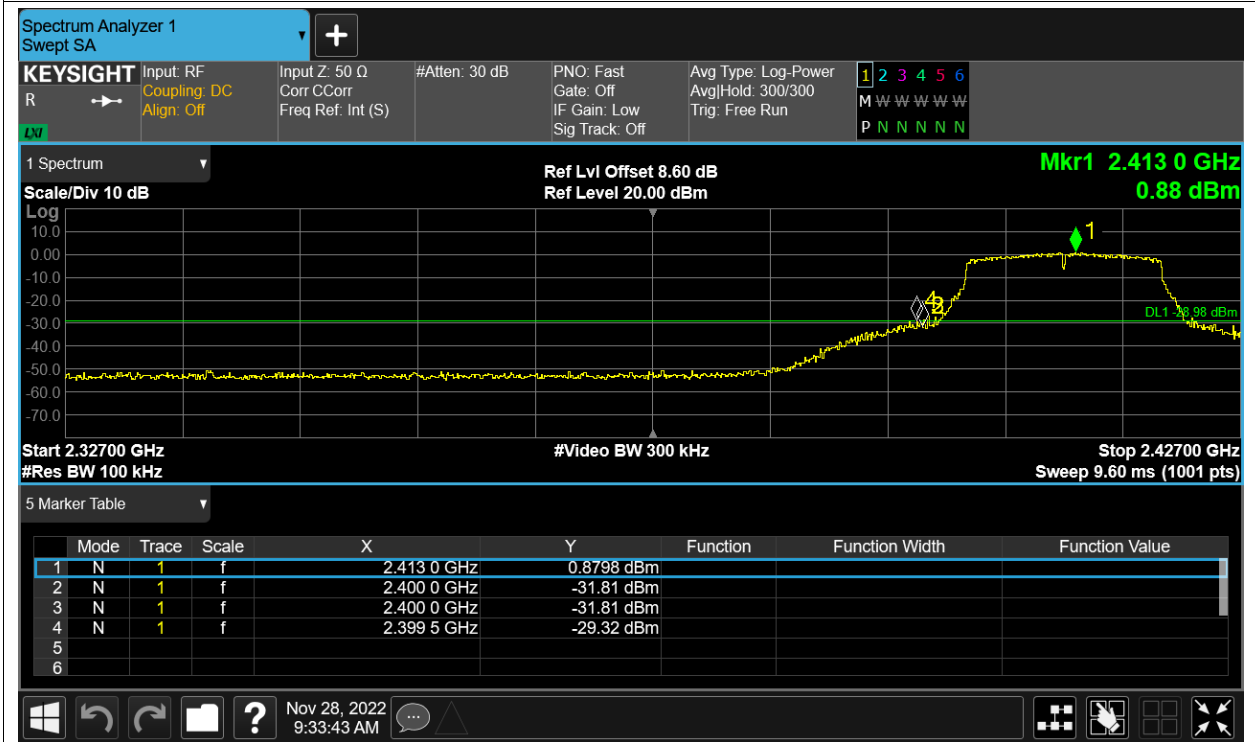 Spectrum Analyzer 1
Swept SA
+
KEYSIGHT
R
LXI
Input: RF
Coupling: DC
Align: Off
Input Z: 50 Ω
Corr CCorr
Freq Ref: Int (S)
#Atten: 30 dB
PNO: Fast
Gate: Off
IF Gain: Low
Sig Track: Off
Avg Type: Log-Power
Avg|Hold: 300/300
Trig: Free Run
1 2 3 4 5 6
M W W W W W
P N N N N N
1 Spectrum
Scale/Div 10 dB
Ref Lvl Offset 8.60 dB
Ref Level 20.00 dBm
Mkr1 2.413 0 GHz
0.88 dBm
Log
10.0
0.00
-10.0
-20.0
-30.0
-40.0
-50.0
-60.0
-70.0
1
4
DL1 -28.98 dBm
Start 2.32700 GHz
#Video BW 300 kHz
Stop 2.42700 GHz
#Res BW 100 kHz
Sweep 9.60 ms (1001 pts)
5 Marker Table
Mode Trace Scale X Y Function Function Width Function Value
1 N 1 f 2.413 0 GHz 0.8798 dBm
2 N 1 f 2.400 0 GHz -31.81 dBm
3 N 1 f 2.400 0 GHz -31.81 dBm
4 N 1 f 2.399 5 GHz -29.32 dBm
5
6
?
Nov 28, 2022
9:33:43 AM